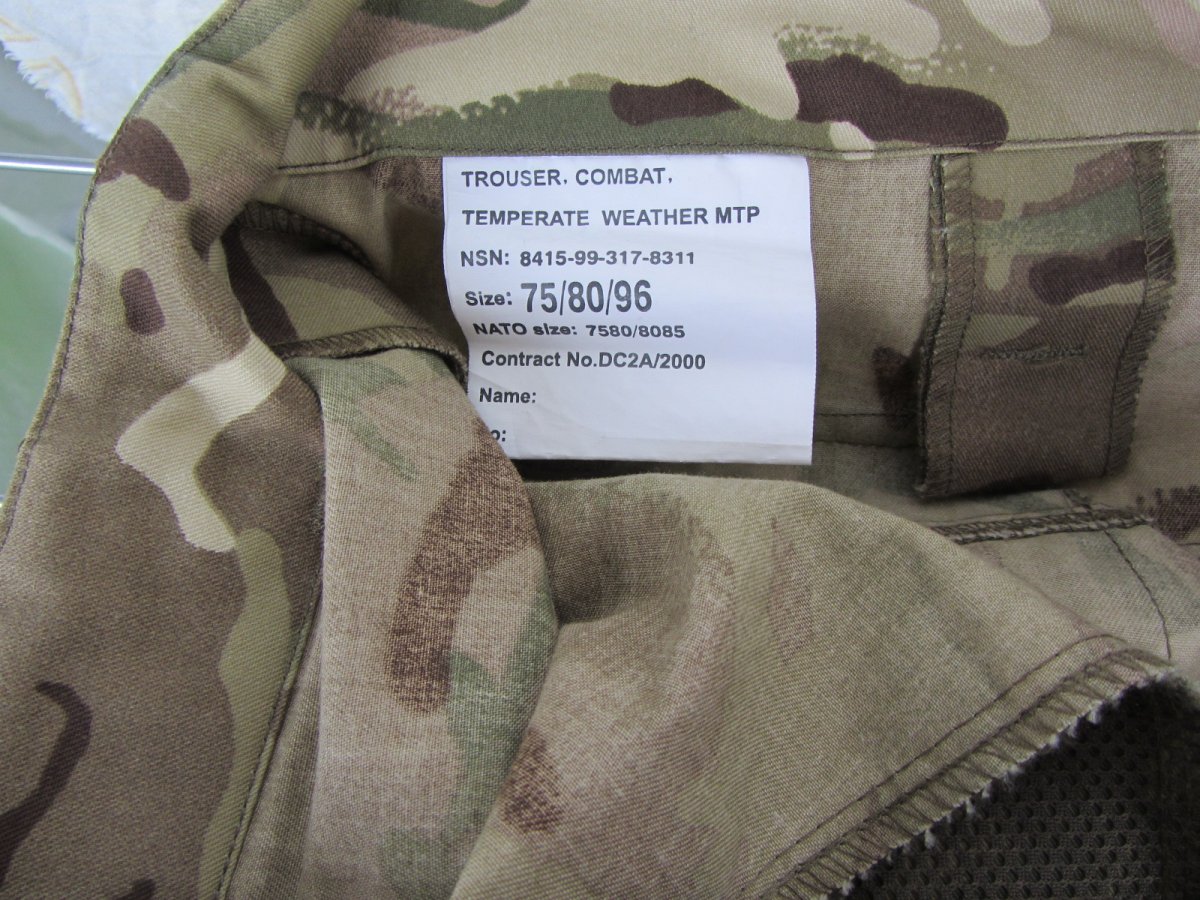 TROUSER, COMBAT,
TEMPERATE WEATHER MTP
NSN: 8415-99-317-8311
Size: 75/80/96
NATO size: 7580/8085
Contract No.DC2A/2000
Name:
o: